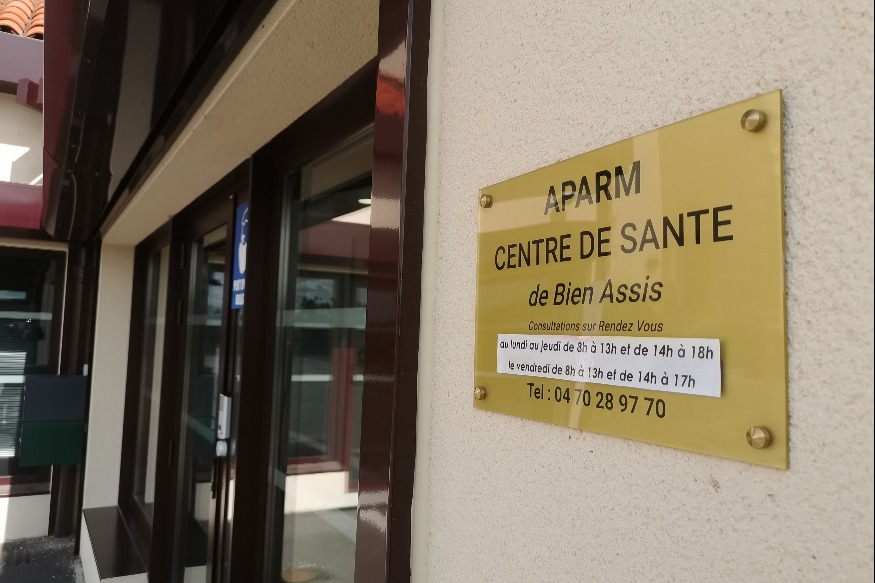 APARM
CENTRE DE SANTE
de Bien Assis
Consultations sur Rendez Vous
du lundi au jeudi de 8h à 13h et de 14h à 18h
le vendredi de 8h à 13h et de 14h à 17h
Tel : 04 70 28 97 70